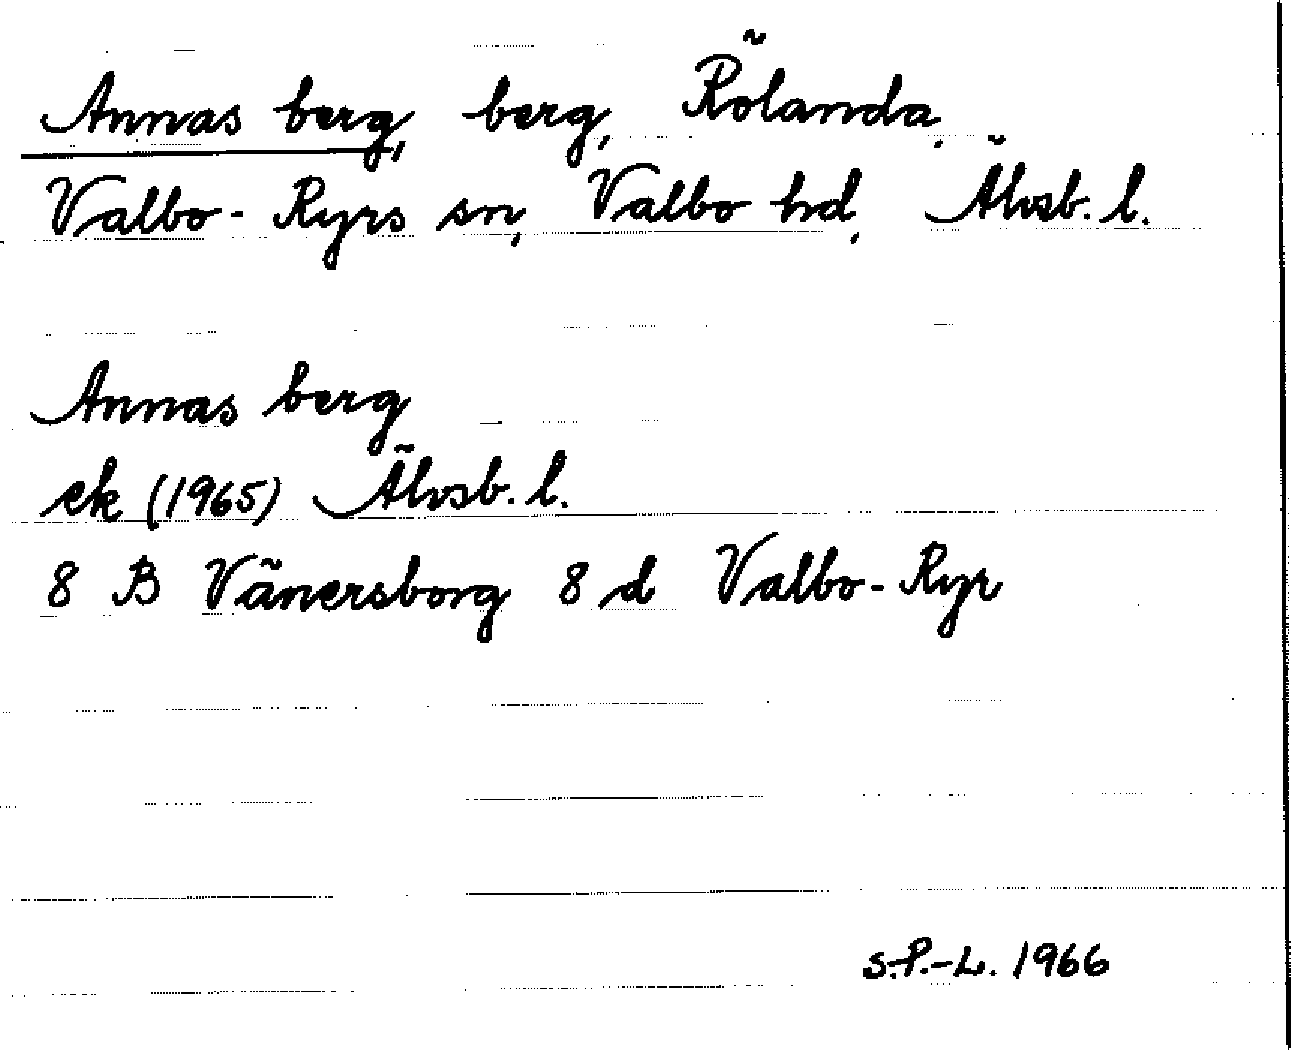 Annas berg, berg, Rölanda,
Valbo-Ryrs sn, Valbo hd, Älvsb. l.
Annas berg
ek (1965) Älvsb. l.
8 B Vänersborg 8 d Valbo-Ryr
S.P.-L. 1966